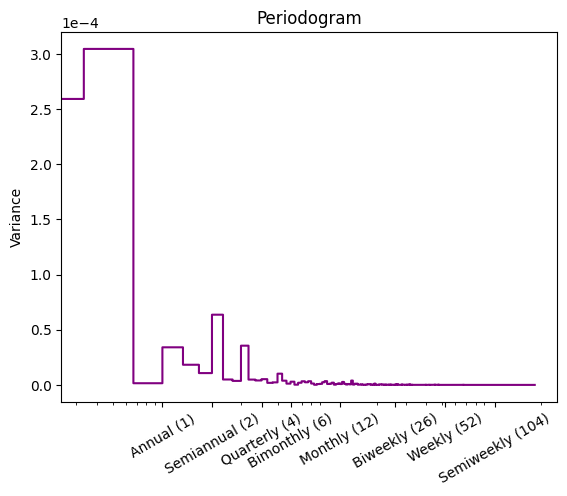 Periodogram
1e−4
3.0
2.5
2.0
1.5
1.0
0.5
0.0
Variance
Annual (1)
Semiannual (2)
Quarterly (4)
Bimonthly (6)
Monthly (12)
Biweekly (26)
Weekly (52)
Semiweekly (104)